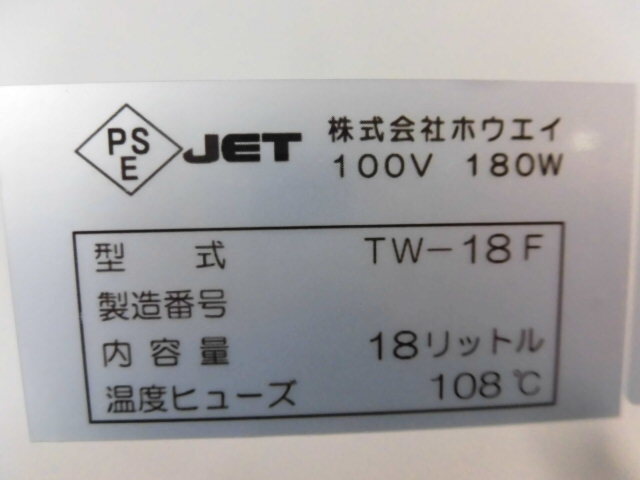 PSE JET 株式会社ホウエイ
100V 180W
型 式 TW-18F
製造番号
内容量 18リットル
温度ヒューズ 108℃